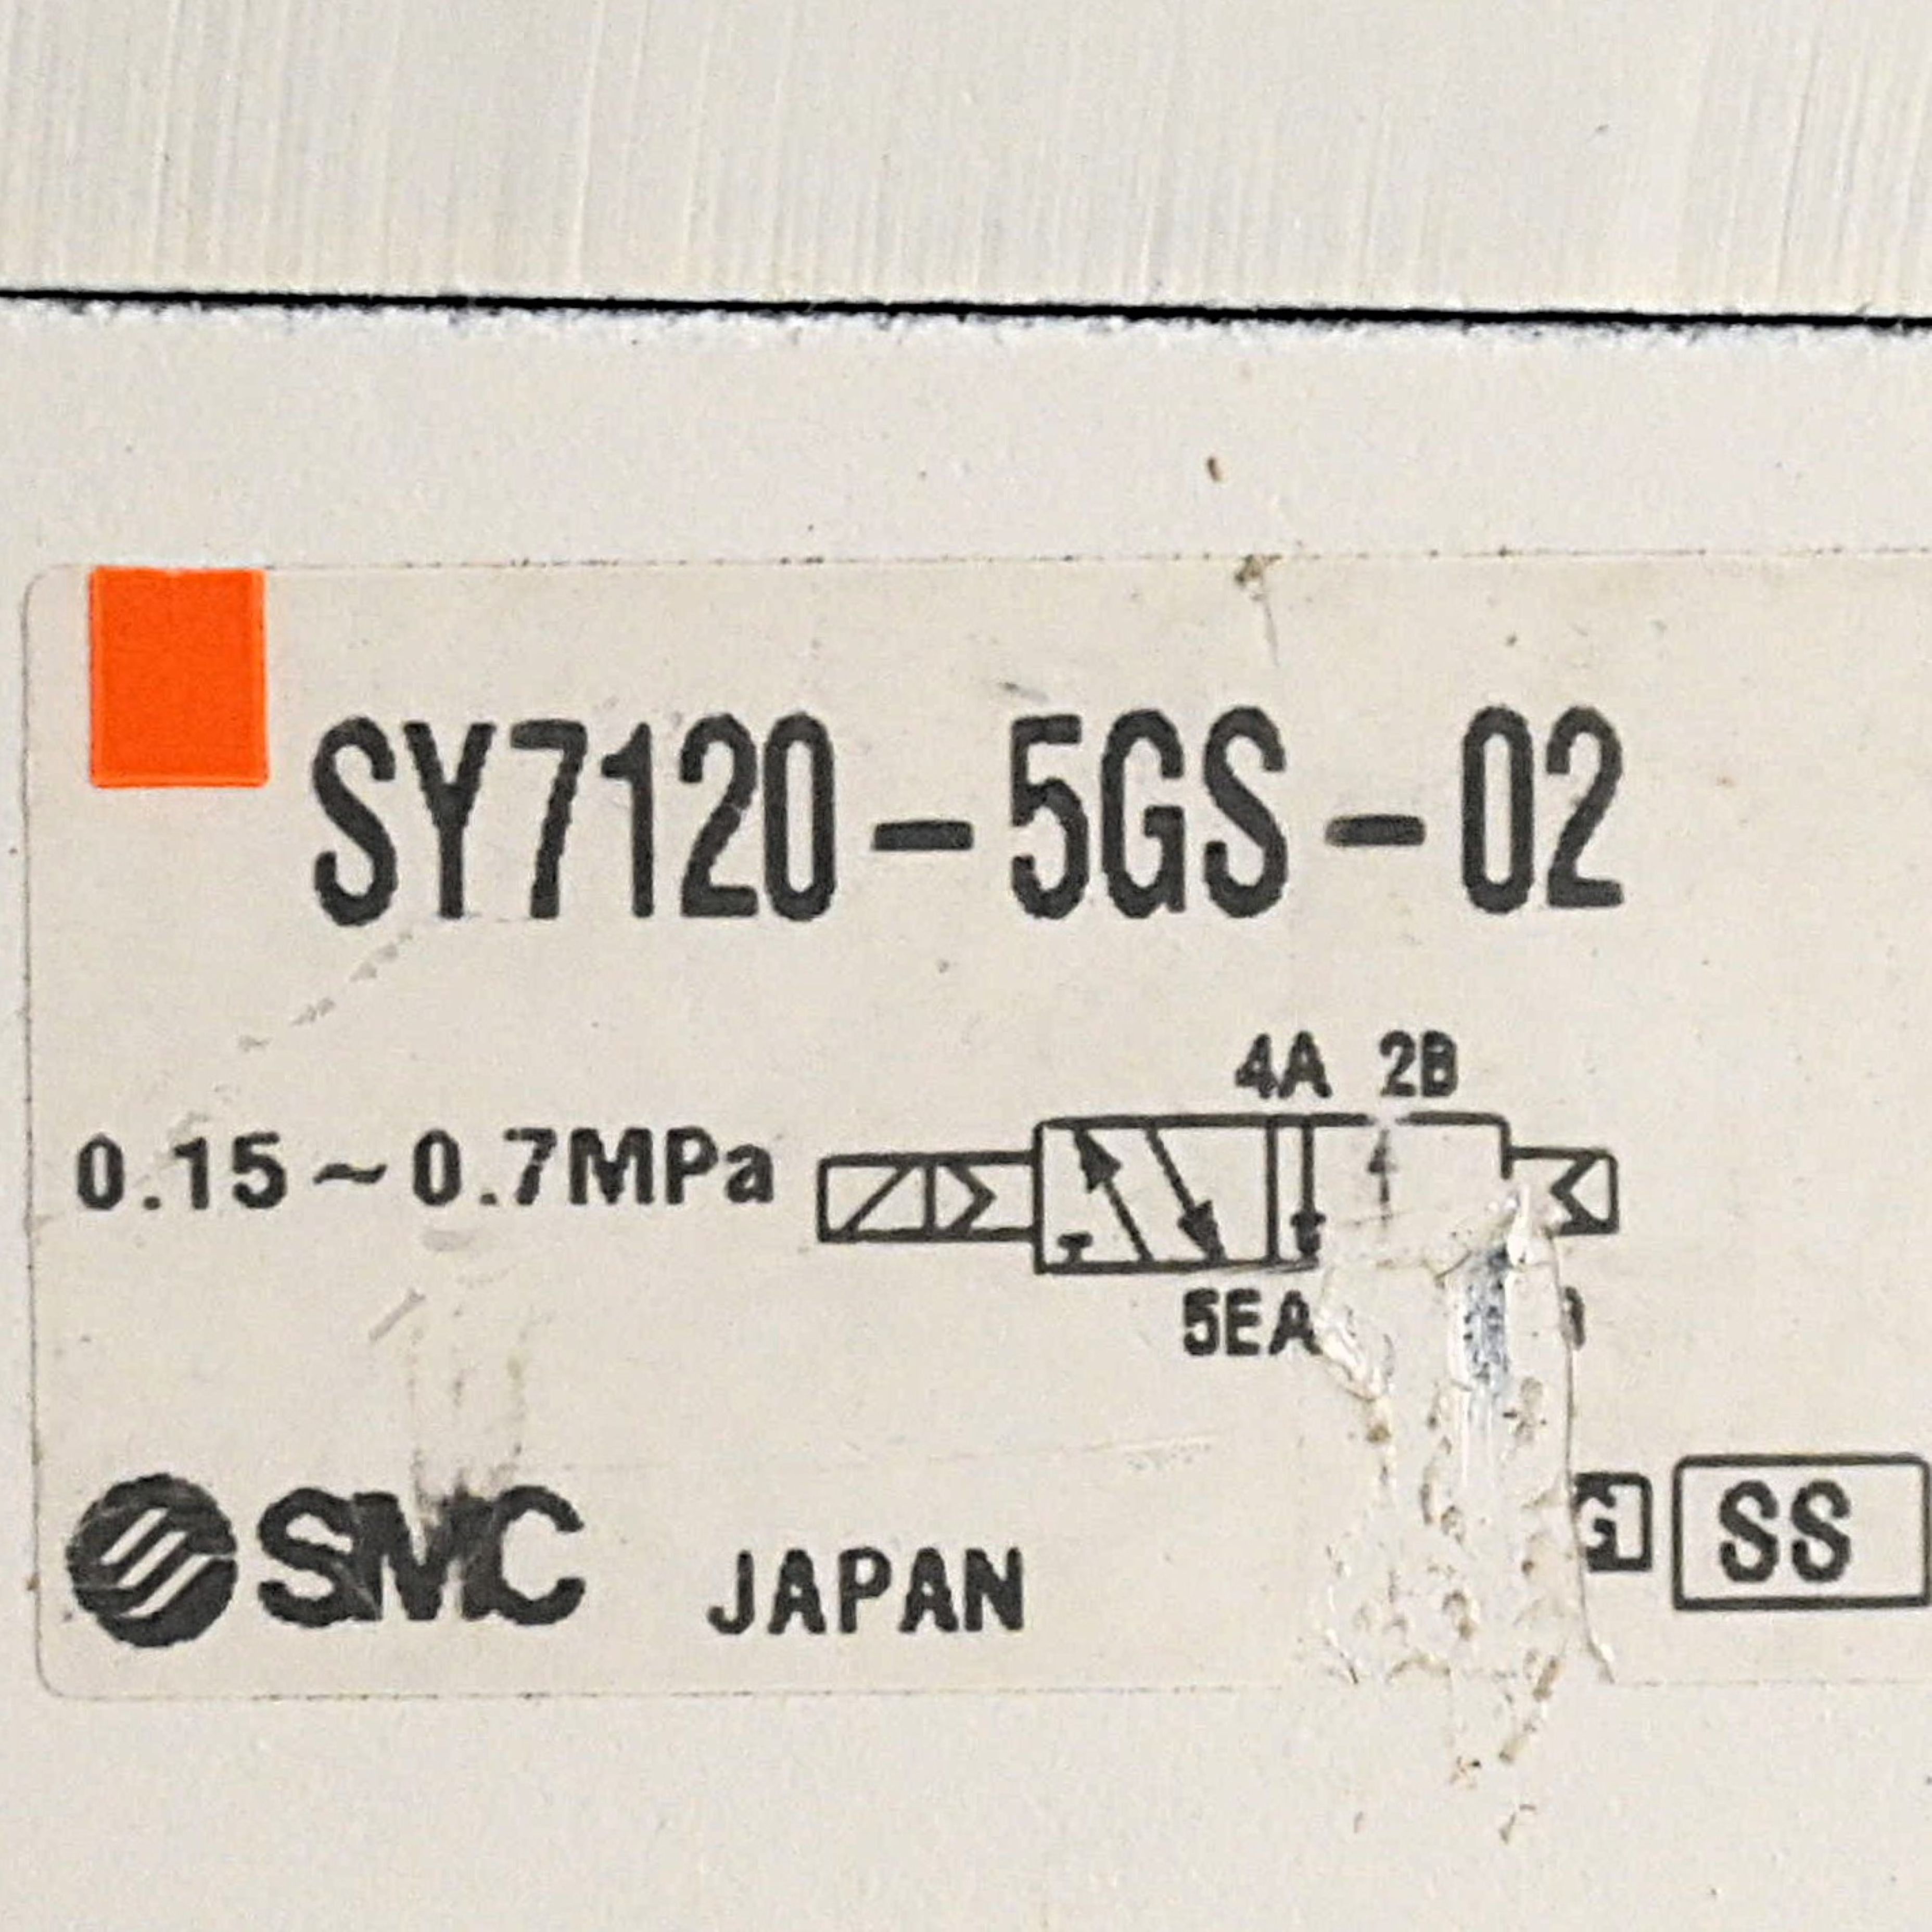 SY7120-5GS-02
4A 2B
0.15~0.7MPa
5EA
SMC JAPAN SS